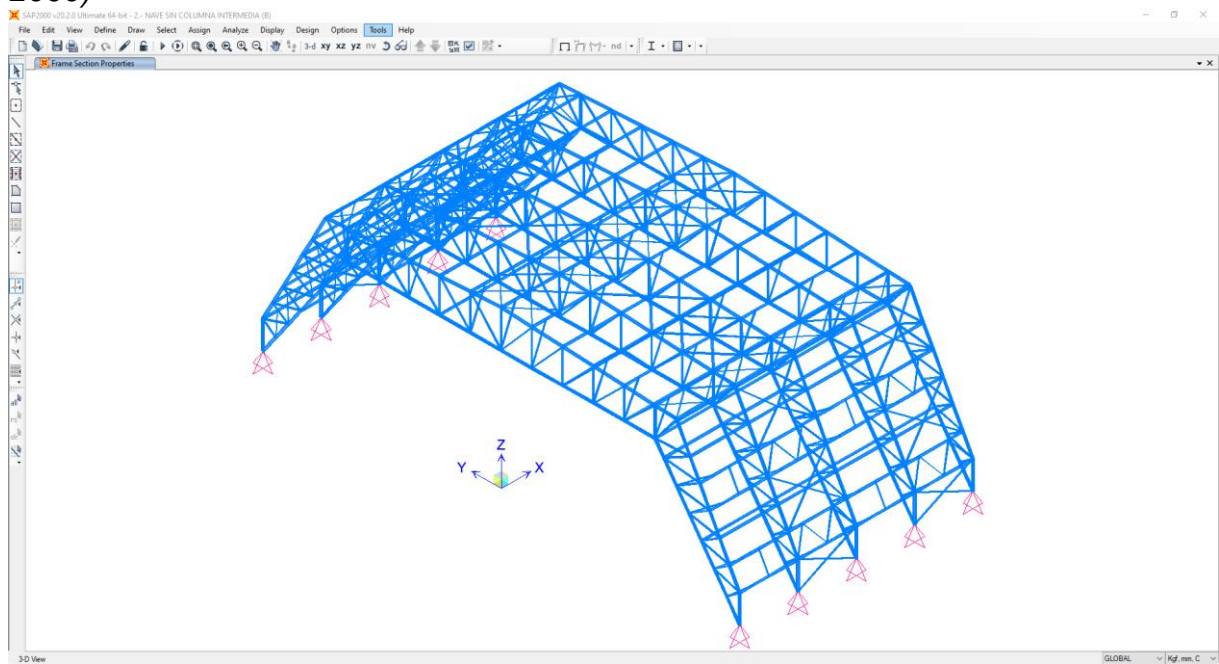 2000)
SAP2000 v20.2.0 Ultimate 64-bit - 2.- NAVE SIN COLUMNA INTERMEDIA (B)
File Edit View Define Draw Select Assign Analyze Display Design Options Tools Help
3-d xy xz yz nv nd I
Frame Section Properties
Z
Y X
3-D View GLOBAL Kgf, mm, C